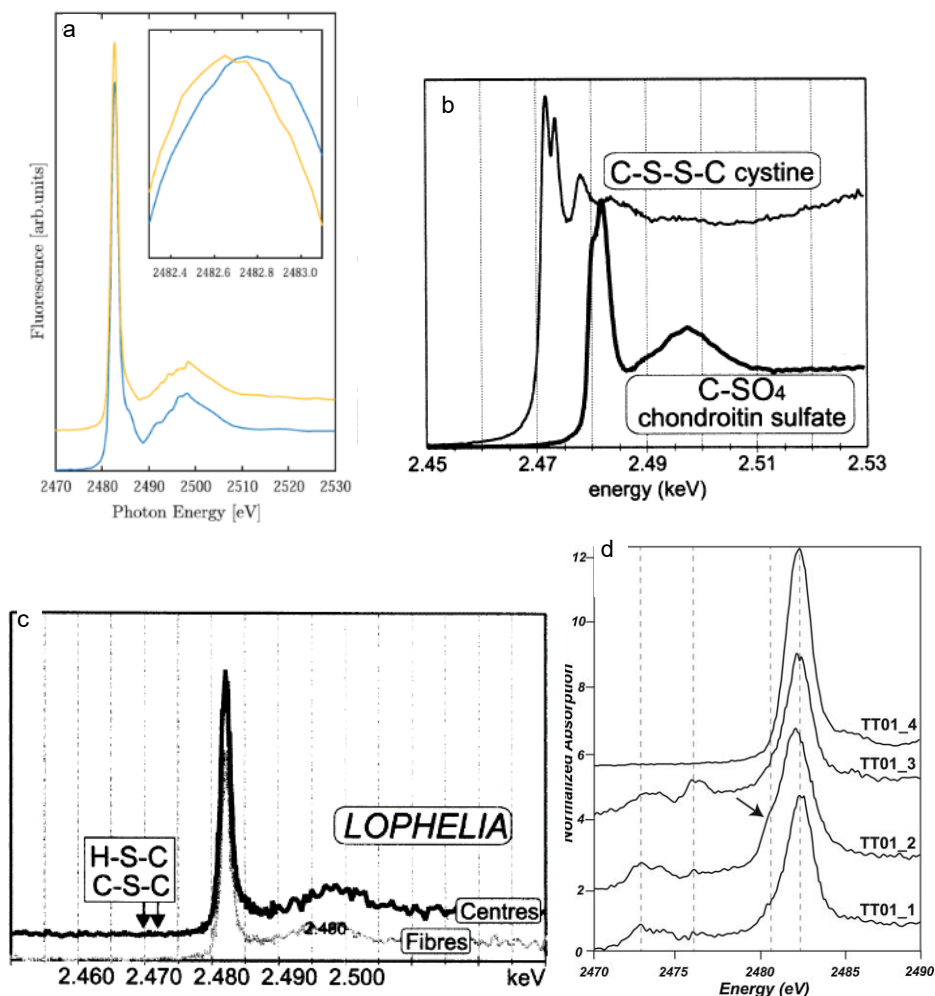 a
Fluorescence [arb.units]
2482.4 2482.6 2482.8 2483.0
2470 2480 2490 2500 2510 2520 2530
Photon Energy [eV]
b
C-S-S-C cystine
C-SO4
chondroitin sulfate
2.45 2.47 2.49 2.51 2.53
energy (keV)
c
LOPHELIA
H-S-C
C-S-C
Centres
2.480
Fibres
2.460 2.470 2.480 2.490 2.500 keV
d
12
10
8
6
4
2
0
Normalized Absorption
TT01_4
TT01_3
TT01_2
TT01_1
2470 2475 2480 2485 2490
Energy (eV)